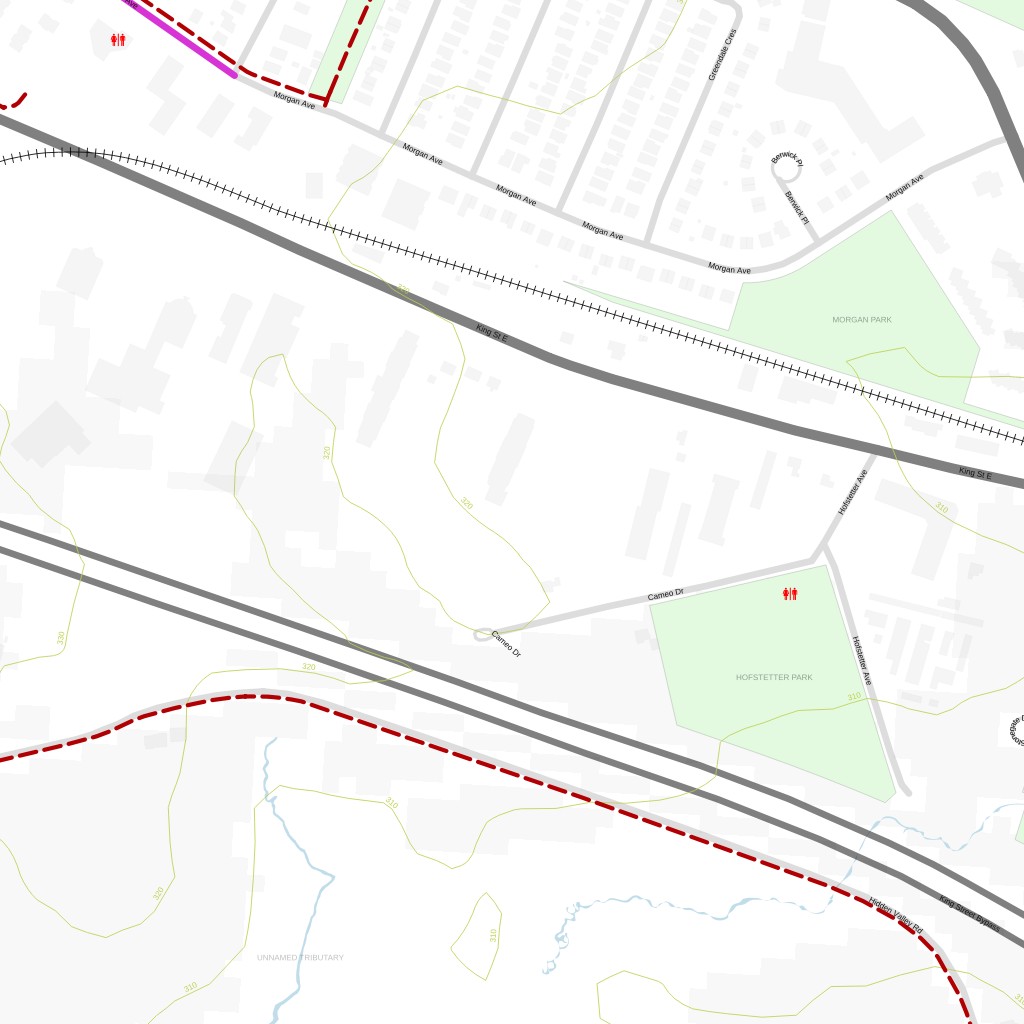 Ave
Greendale Cres
Morgan Ave
Morgan Ave
Berwick Pl
Morgan Ave
Morgan Ave
Berwick Pl
Morgan Ave
Morgan Ave
320
MORGAN PARK
King St E
320
King St E
320
Hofstetter Ave
310
Cameo Dr
330
Cameo Dr
Hofstetter Ave
320
HOFSTETTER PARK
310
310
320
Hidden Valley Rd
King Street Bypass
310
UNNAMED TRIBUTARY
310